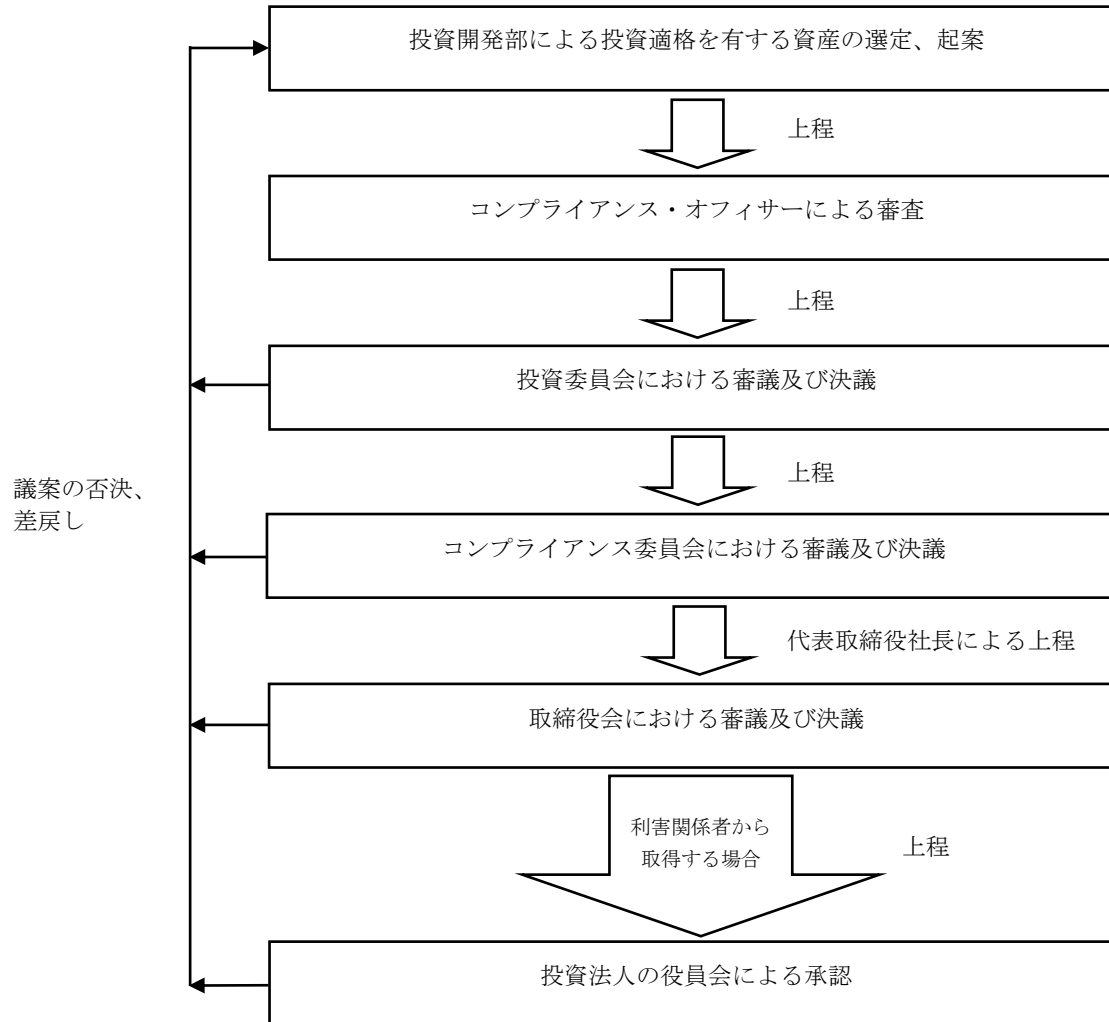 投資開発部による投資適格を有する資産の選定、起案
上程
コンプライアンス・オフィサーによる審査
上程
投資委員会における審議及び決議
上程
議案の否決、
差戻し
コンプライアンス委員会における審議及び決議
代表取締役社長による上程
取締役会における審議及び決議
利害関係者から
取得する場合
上程
投資法人の役員会による承認